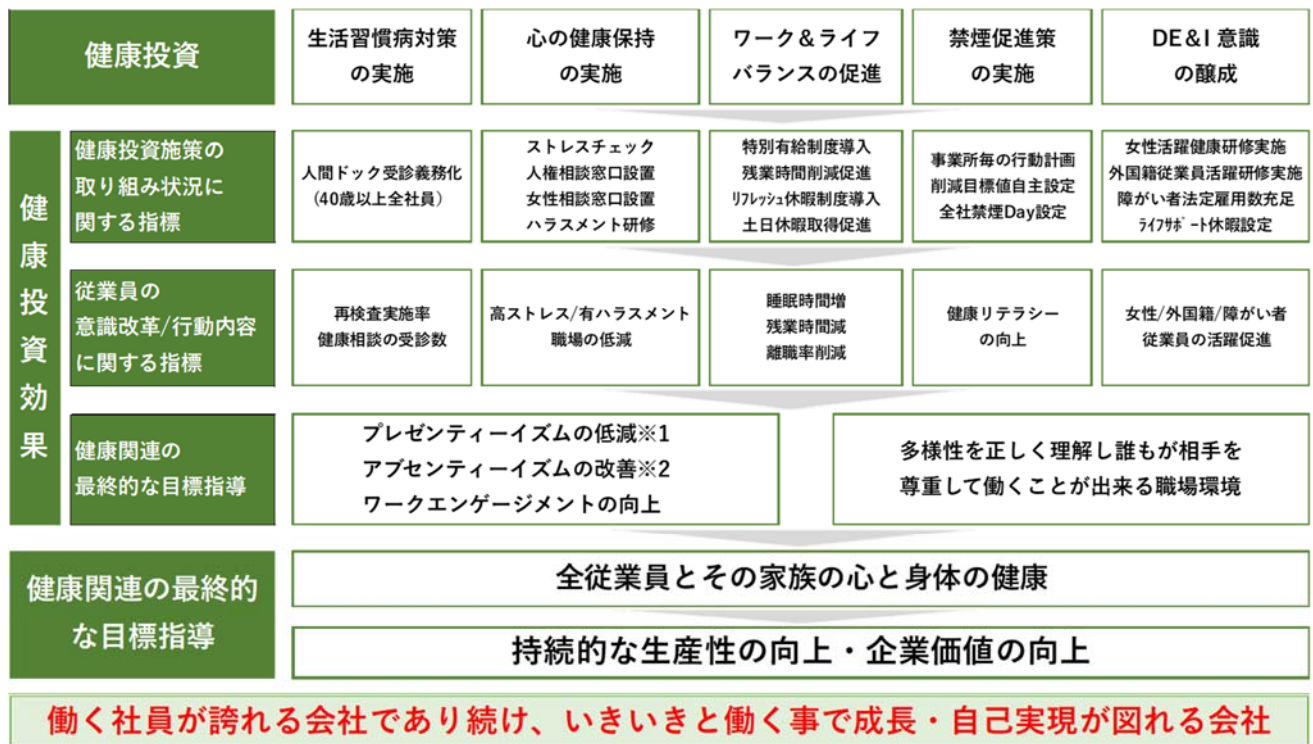 健康投資
生活習慣病対策
の実施
心の健康保持
の実施
ワーク＆ライフ
バランスの促進
禁煙促進策
の実施
DE＆I 意識
の醸成
健康投資効果
健康投資施策の
取り組み状況に
関する指標
人間ドック受診義務化
(40歳以上全社員)
ストレスチェック
人権相談窓口設置
女性相談窓口設置
ハラスメント研修
特別有給制度導入
残業時間削減促進
ﾘﾌﾚｯｼｭ休暇制度導入
土日休暇取得促進
事業所毎の行動計画
削減目標値自主設定
全社禁煙Day設定
女性活躍健康研修実施
外国籍従業員活躍研修実施
障がい者法定雇用数充足
ﾗｲﾌｻﾎﾟｰﾄ休暇設定
従業員の
意識改革/行動内容
に関する指標
再検査実施率
健康相談の受診数
高ストレス/有ハラスメント
職場の低減
睡眠時間増
残業時間減
離職率削減
健康リテラシー
の向上
女性/外国籍/障がい者
従業員の活躍促進
健康関連の
最終的な目標指導
プレゼンティーイズムの低減※1
アブセンティーイズムの改善※2
ワークエンゲージメントの向上
多様性を正しく理解し誰もが相手を
尊重して働くことが出来る職場環境
健康関連の最終的
な目標指導
全従業員とその家族の心と身体の健康
持続的な生産性の向上・企業価値の向上
働く社員が誇れる会社であり続け、いきいきと働く事で成長・自己実現が図れる会社